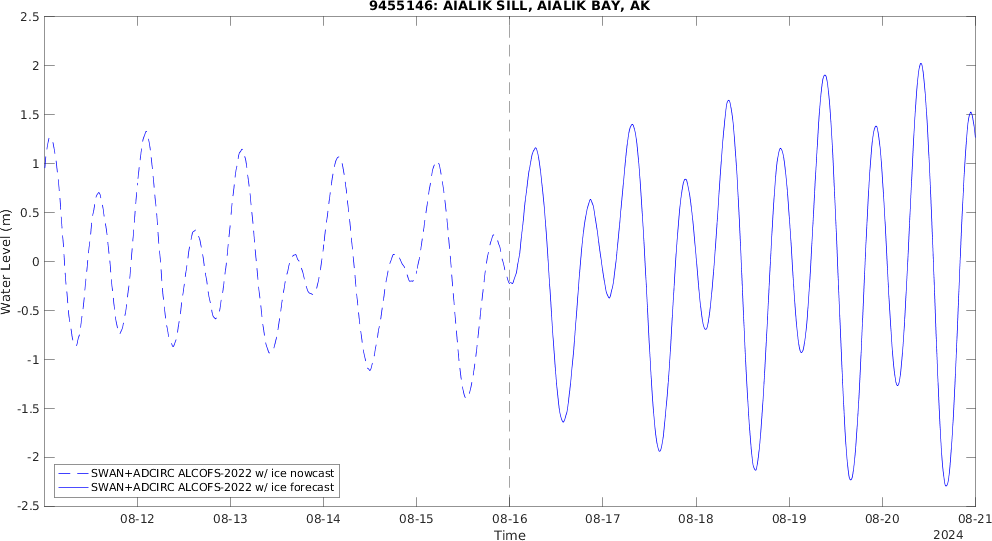 9455146: AIALIK SILL, AIALIK BAY, AK
2.5
2
1.5
1
0.5
0
-0.5
-1
-1.5
-2
-2.5
Water Level (m)
SWAN+ADCIRC ALCOFS-2022 w/ ice nowcast
SWAN+ADCIRC ALCOFS-2022 w/ ice forecast
08-12 08-13 08-14 08-15 08-16 08-17 08-18 08-19 08-20 08-21
Time
2024